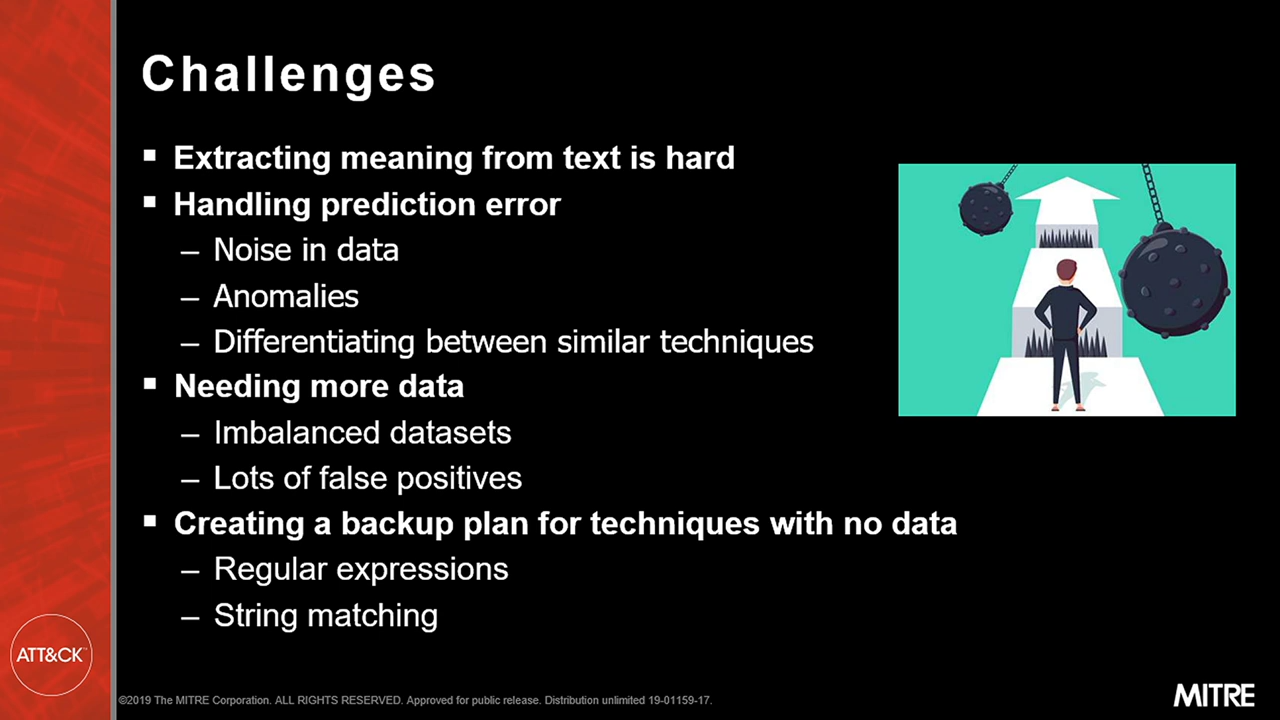 Challenges
▪ Extracting meaning from text is hard
▪ Handling prediction error
– Noise in data
– Anomalies
– Differentiating between similar techniques
▪ Needing more data
– Imbalanced datasets
– Lots of false positives
▪ Creating a backup plan for techniques with no data
– Regular expressions
– String matching
ATT&CK™
©2019 The MITRE Corporation. ALL RIGHTS RESERVED. Approved for public release. Distribution unlimited 19-01159-17.
MITRE